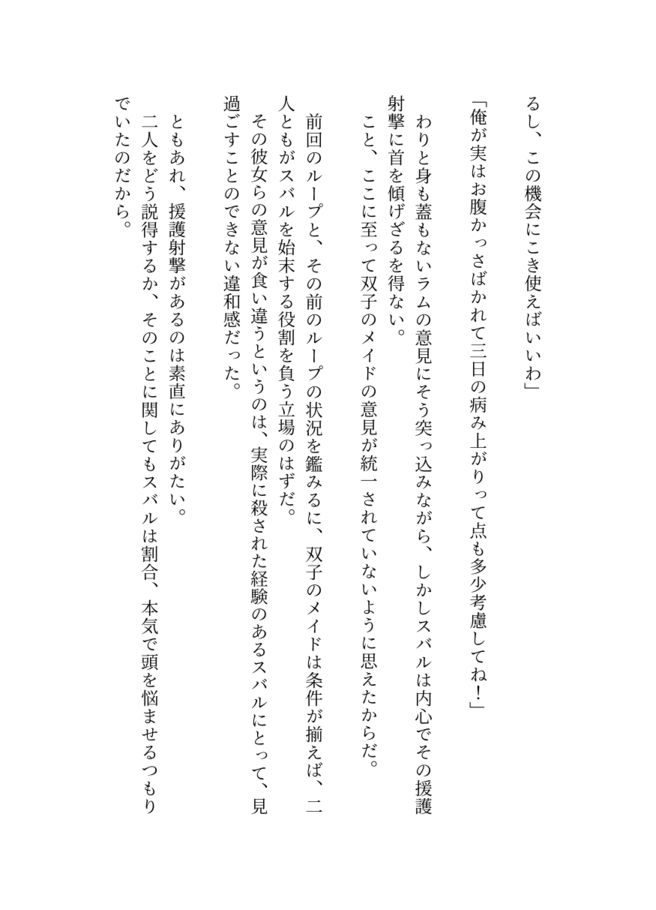 るし、この機会にこき使えばいいわ」
「俺が実はお腹かっさばかれて三日の病み上がりって点も多少考慮してね！」
わりと身も蓋もないラムの意見にそう突っ込みながら、しかしスバルは内心でその援護
射撃に首を傾げざるを得ない。
こと、ここに至って双子のメイドの意見が統一されていないように思えたからだ。
前回のループと、その前のループの状況を鑑みるに、双子のメイドは条件が揃えば、二
人ともがスバルを始末する役割を負う立場のはずだ。
その彼女らの意見が食い違うというのは、実際に殺された経験のあるスバルにとって、見
過ごすことのできない違和感だった。
ともあれ、援護射撃があるのは素直にありがたい。
二人をどう説得するか、そのことに関してもスバルは割合、本気で頭を悩ませるつもり
でいたのだから。